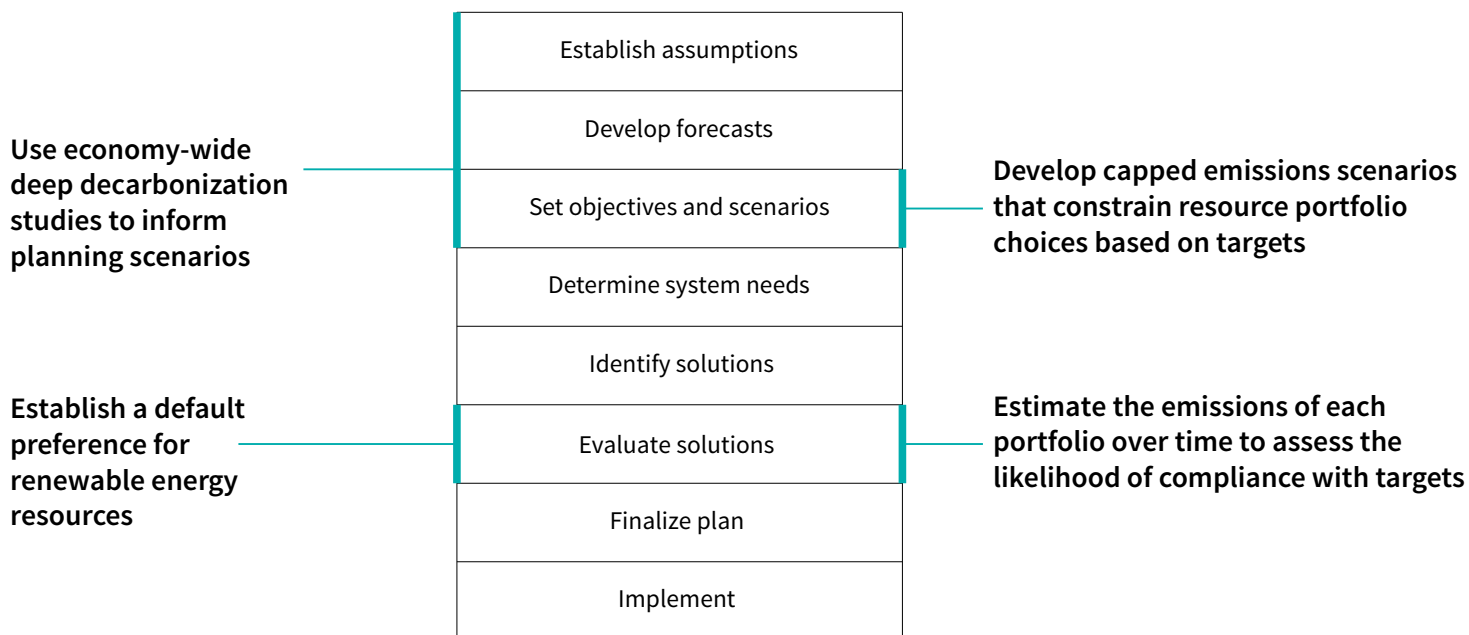 Establish assumptions
Develop forecasts
Set objectives and scenarios
Determine system needs
Identify solutions
Evaluate solutions
Finalize plan
Implement
Use economy-wide
deep decarbonization
studies to inform
planning scenarios
Establish a default
preference for
renewable energy
resources
Develop capped emissions scenarios
that constrain resource portfolio
choices based on targets
Estimate the emissions of each
portfolio over time to assess the
likelihood of compliance with targets